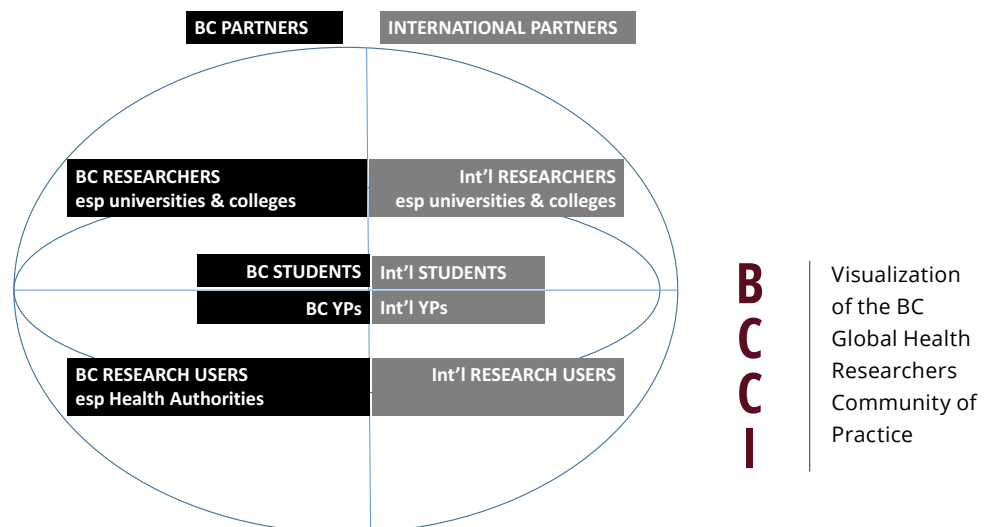 BC PARTNERS
INTERNATIONAL PARTNERS
BC RESEARCHERS
esp universities & colleges
Int’l RESEARCHERS
esp universities & colleges
BC STUDENTS
Int’l STUDENTS
BC YPs
Int’l YPs
BC RESEARCH USERS
esp Health Authorities
Int’l RESEARCH USERS
B
C
C
I
Visualization
of the BC
Global Health
Researchers
Community of
Practice